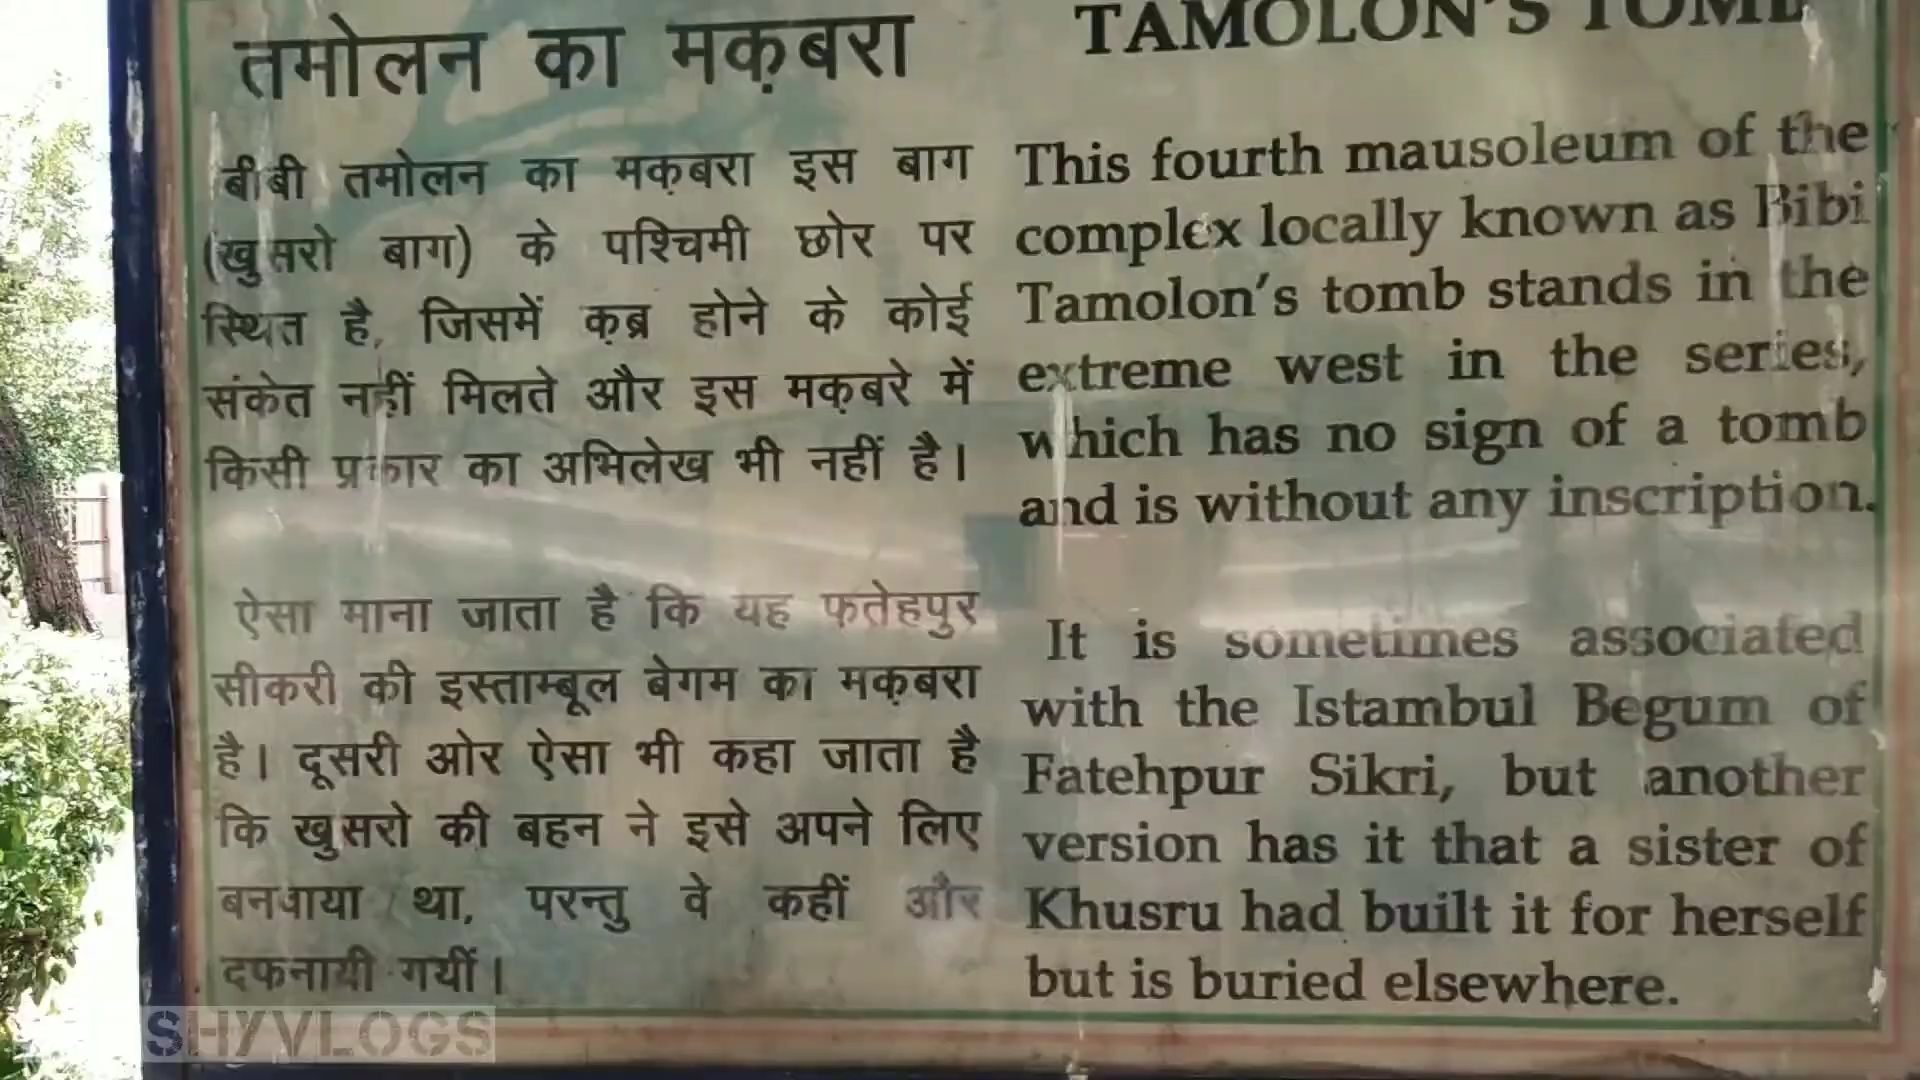 तमोलन का मक़बरा
बीबी तमोलन का मक़बरा इस बाग
(खुसरो बाग) के पश्चिमी छोर पर
स्थित है, जिसमें क़ब्र होने के कोई
संकेत नहीं मिलते और इस मक़बरे में
किसी प्रकार का अभिलेख भी नहीं है।
ऐसा माना जाता है कि यह फतेहपुर
सीकरी की इस्ताम्बूल बेगम का मक़बरा
है। दूसरी ओर ऐसा भी कहा जाता है
कि खुसरो की बहन ने इसे अपने लिए
बनवाया था, परन्तु वे कहीं और
दफनायी गयीं।
TAMOLON'S TOMB
This fourth mausoleum of the
complex locally known as Bibi
Tamolon's tomb stands in the
extreme west in the series,
which has no sign of a tomb
and is without any inscription.
It is sometimes associated
with the Istambul Begum of
Fatehpur Sikri, but another
version has it that a sister of
Khusru had built it for herself
but is buried elsewhere.
SHYVLOGS